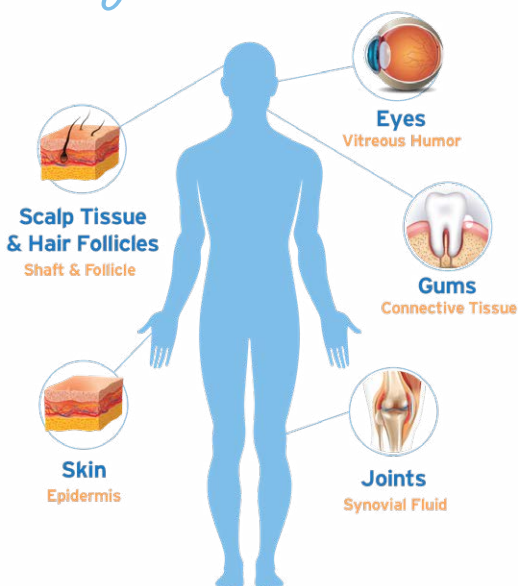 Eyes
Vitreous Humor
Scalp Tissue
& Hair Follicles
Shaft & Follicle
Gums
Connective Tissue
Skin
Epidermis
Joints
Synovial Fluid